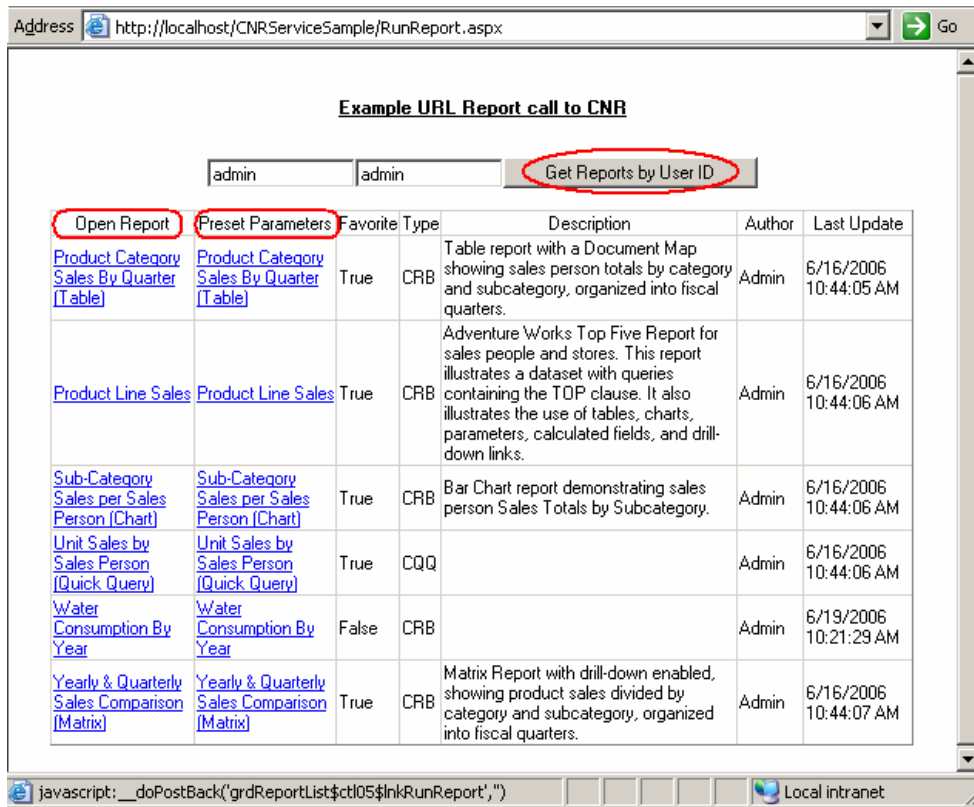 Address http://localhost/CNRServiceSample/RunReport.aspx Go
Example URL Report call to CNR
admin admin Get Reports by User ID
Open Report Preset Parameters Favorite Type Description Author Last Update
Product Category Sales By Quarter (Table) Product Category Sales By Quarter (Table) True CRB Table report with a Document Map showing sales person totals by category and subcategory, organized into fiscal quarters. Admin 6/16/2006 10:44:05 AM
Product Line Sales Product Line Sales True CRB Adventure Works Top Five Report for sales people and stores. This report illustrates a dataset with queries containing the TOP clause. It also illustrates the use of tables, charts, parameters, calculated fields, and drill-down links. Admin 6/16/2006 10:44:06 AM
Sub-Category Sales per Sales Person (Chart) Sub-Category Sales per Sales Person (Chart) True CRB Bar Chart report demonstrating sales person Sales Totals by Subcategory. Admin 6/16/2006 10:44:06 AM
Unit Sales by Sales Person (Quick Query) Unit Sales by Sales Person (Quick Query) True CQQ Admin 6/16/2006 10:44:06 AM
Water Consumption By Year Water Consumption By Year False CRB Admin 6/19/2006 10:21:29 AM
Yearly & Quarterly Sales Comparison (Matrix) Yearly & Quarterly Sales Comparison (Matrix) True CRB Matrix Report with drill-down enabled, showing product sales divided by category and subcategory, organized into fiscal quarters. Admin 6/16/2006 10:44:07 AM
javascript:__doPostBack('grdReportList$ctl05$lnkRunReport','') Local intranet